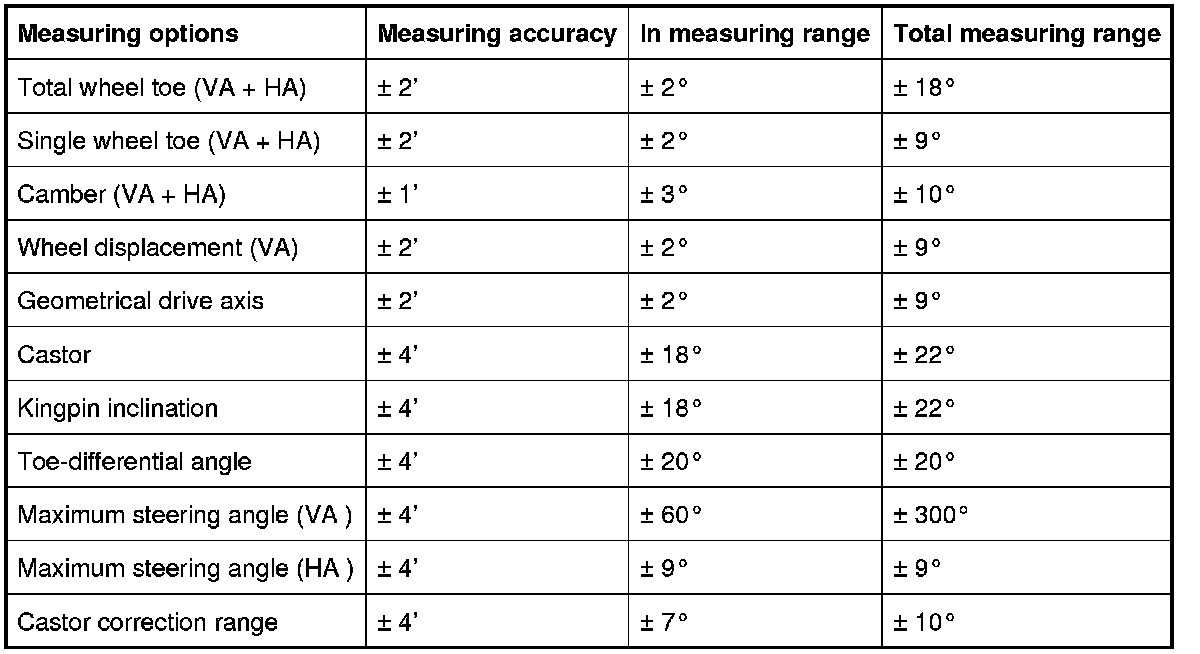 Measuring options Measuring accuracy In measuring range Total measuring range
Total wheel toe (VA + HA) ± 2’ ± 2° ± 18°
Single wheel toe (VA + HA) ± 2’ ± 2° ± 9°
Camber (VA + HA) ± 1’ ± 3° ± 10°
Wheel displacement (VA) ± 2’ ± 2° ± 9°
Geometrical drive axis ± 2’ ± 2° ± 9°
Castor ± 4’ ± 18° ± 22°
Kingpin inclination ± 4’ ± 18° ± 22°
Toe-differential angle ± 4’ ± 20° ± 20°
Maximum steering angle (VA ) ± 4’ ± 60° ± 300°
Maximum steering angle (HA ) ± 4’ ± 9° ± 9°
Castor correction range ± 4’ ± 7° ± 10°